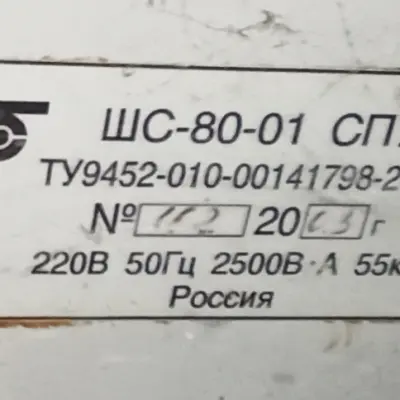 ШС-80-01 СП
ТУ9452-010-00141798-2
№ 112 2003 г
220В 50Гц 2500В·А 55к
Россия